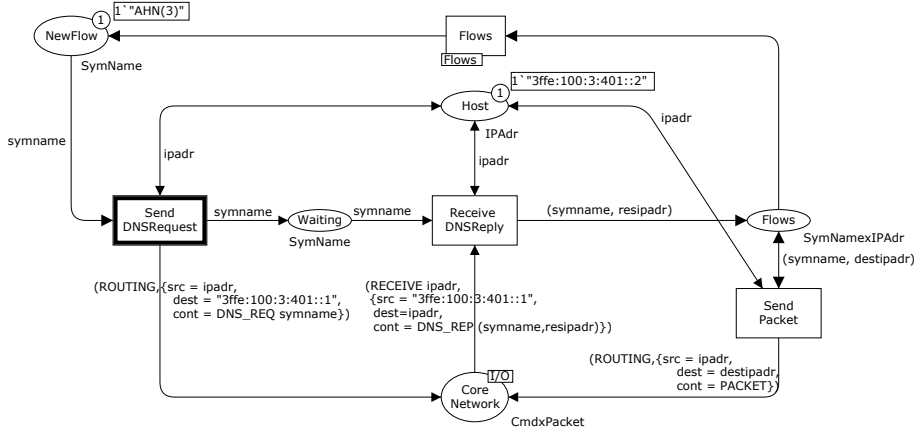 1`"AHN(3)"
1
NewFlow
SymName
Flows
Flows
1`"3ffe:100:3:401::2"
1
Host
IPAdr
ipadr
symname
ipadr
ipadr
Send
DNSRequest
symname
Waiting
SymName
symname
Receive
DNSReply
(symname, resipadr)
Flows
SymNamexIPAdr
(symname, destipadr)
(ROUTING,{src = ipadr,
dest = "3ffe:100:3:401::1",
cont = DNS_REQ symname})
(RECEIVE ipadr,
{src = "3ffe:100:3:401::1",
dest=ipadr,
cont = DNS_REP (symname,resipadr)})
Send
Packet
(ROUTING,{src = ipadr,
dest = destipadr,
cont = PACKET})
I/O
Core
Network
CmdxPacket